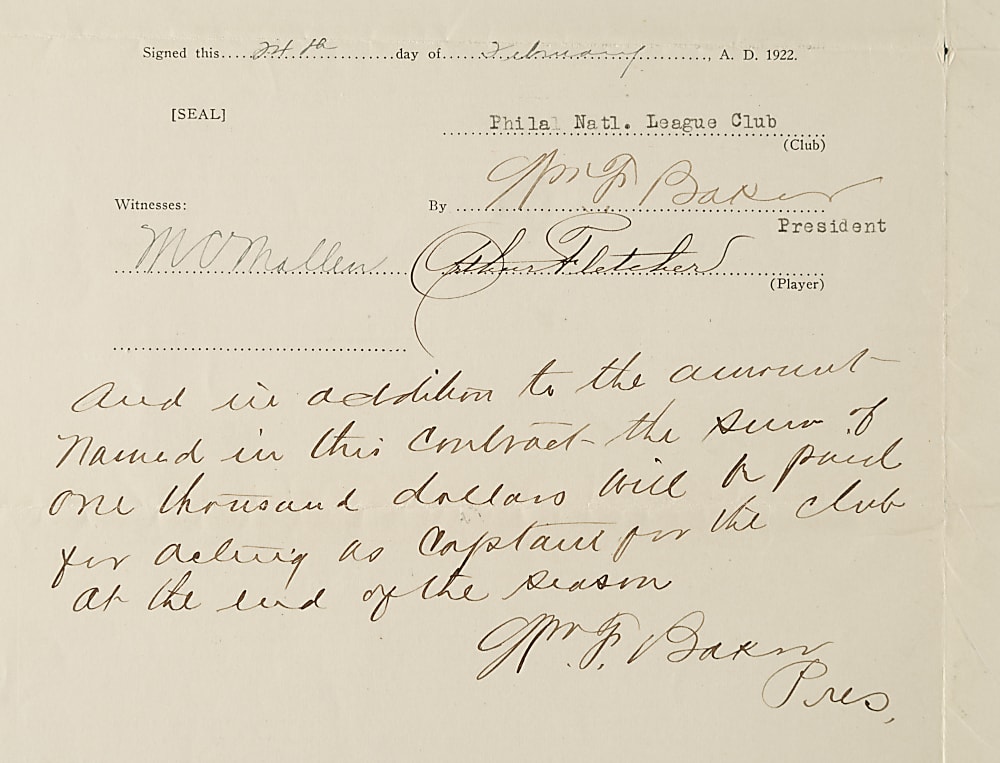 Signed this....24th....day of....February...., A. D. 1922.
[SEAL]
Phila Natl. League Club
(Club)
Wm F Baker
Witnesses:
By
President
Arthur Fletcher
(Player)
And in addition to the amount
Named in this Contract the sum of
One thousand dollars will be paid
for acting as Captain for the club
at the end of the season
Wm. F. Baker
Pres,